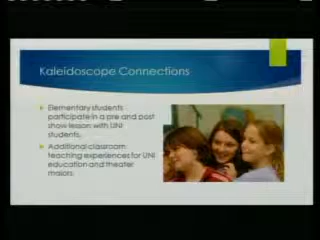 Kaleidoscope Connections
Elementary students
participate in a pre and post
show lesson with UNI
students.
Additional classroom
teaching experiences for UNI
education and theater
majors